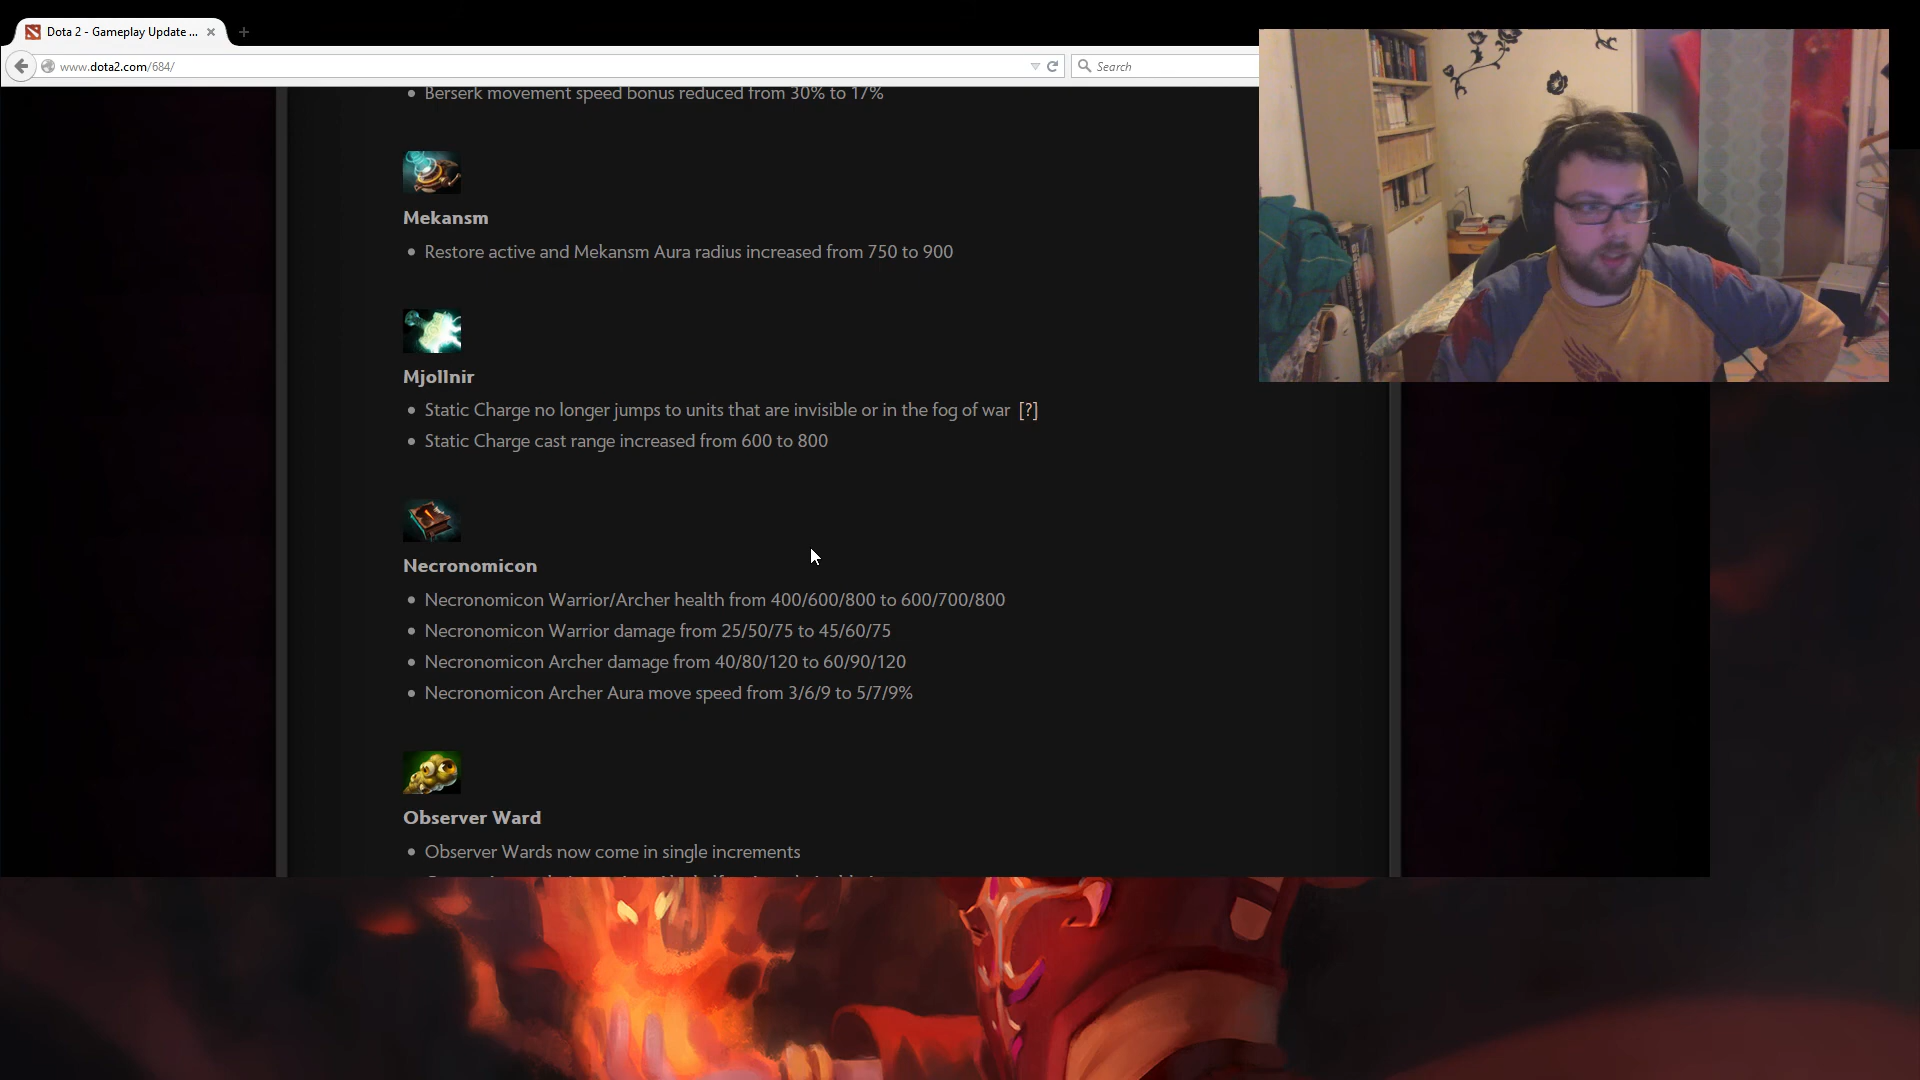 Dota 2 - Gameplay Update ...
www.dota2.com/684/
Search
Berserk movement speed bonus reduced from 30% to 17%
Mekansm
Restore active and Mekansm Aura radius increased from 750 to 900
Mjollnir
Static Charge no longer jumps to units that are invisible or in the fog of war [?]
Static Charge cast range increased from 600 to 800
Necronomicon
Necronomicon Warrior/Archer health from 400/600/800 to 600/700/800
Necronomicon Warrior damage from 25/50/75 to 45/60/75
Necronomicon Archer damage from 40/80/120 to 60/90/120
Necronomicon Archer Aura move speed from 3/6/9 to 5/7/9%
Observer Ward
Observer Wards now come in single increments